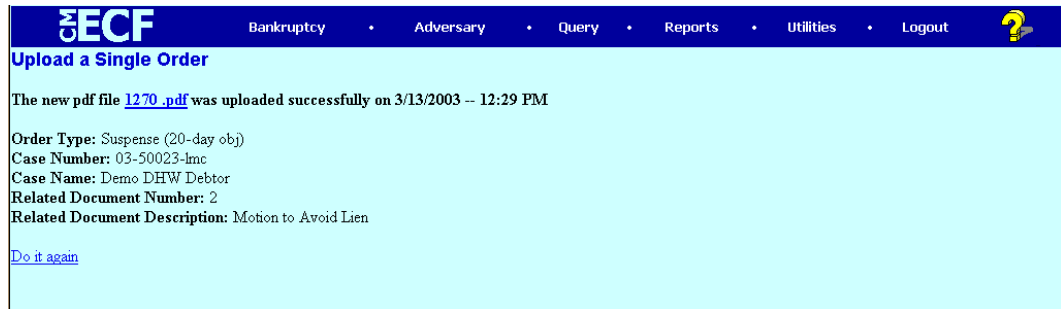 CM ECF Bankruptcy • Adversary • Query • Reports • Utilities • Logout ?
Upload a Single Order
The new pdf file 1270 .pdf was uploaded successfully on 3/13/2003 -- 12:29 PM
Order Type: Suspense (20-day obj)
Case Number: 03-50023-lmc
Case Name: Demo DHW Debtor
Related Document Number: 2
Related Document Description: Motion to Avoid Lien
Do it again